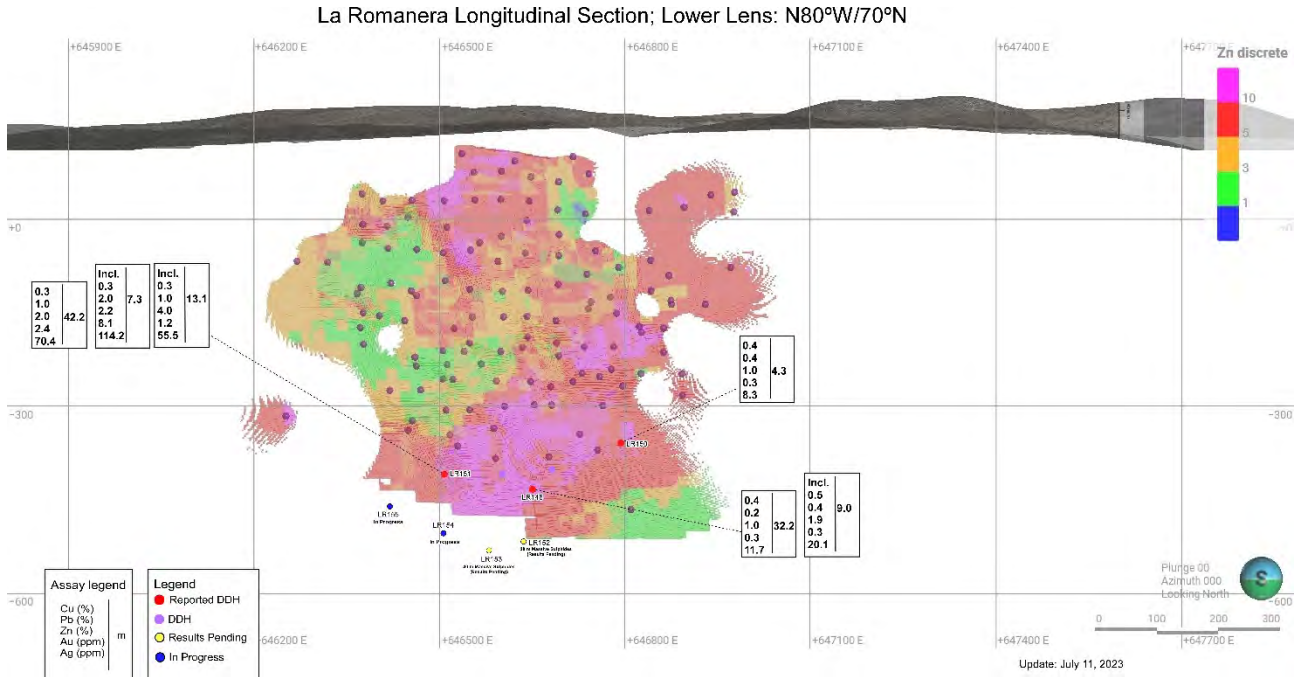 La Romanera Longitudinal Section; Lower Lens: N80ºW/70ºN
+645900 E
+646200 E
+646500 E
+646800 E
+647100 E
+647400 E
Zn discrete
10
5
3
1
+0
0.3
1.0
2.0
2.4
70.4
42.2
Incl.
0.3
2.0
2.2
8.1
114.2
7.3
Incl.
0.3
1.0
4.0
1.2
55.5
13.1
0.4
0.4
1.0
0.3
8.3
4.3
-300
-300
LR150
LR151
0.4
0.2
1.0
0.3
11.7
32.2
Incl.
0.5
0.4
1.9
0.3
20.1
9.0
In Progress
LR154
In Progress
LR152
(Results Pending)
LR153
(Results Pending)
Assay legend
Cu (%)
Pb (%)
Zn (%)
Au (ppm)
Ag (ppm)
m
Legend
Reported DDH
DDH
Results Pending
In Progress
Plunge 00
Azimuth 000
Looking North
S
-600
-600
0 100 200 300
+646200 E
+646500 E
+646800 E
+647100 E
+647400 E
+647700 E
Update: July 11, 2023